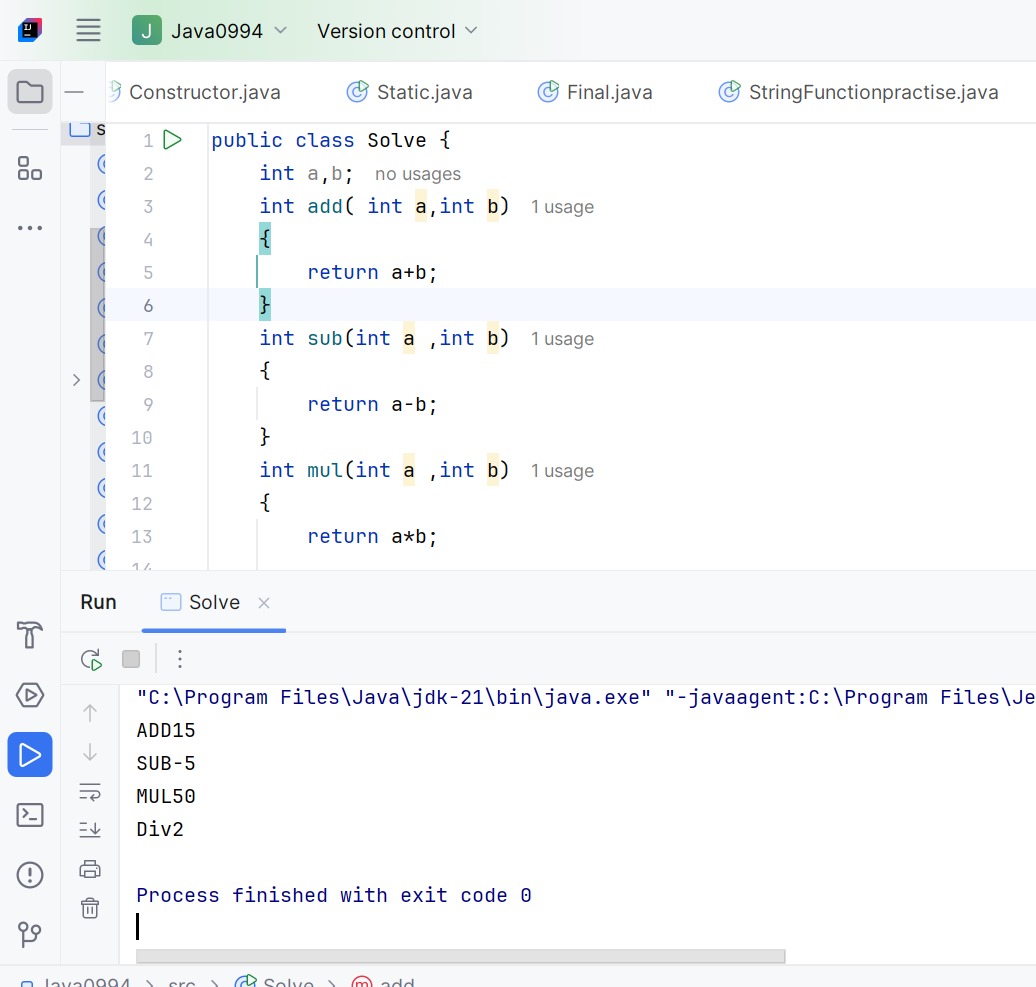 J Java0994 Version control
Constructor.java Static.java Final.java StringFunctionpractise.java
s
1 public class Solve {
2 int a,b; no usages
3 int add( int a,int b) 1 usage
4 {
5 return a+b;
6 }
7 int sub(int a ,int b) 1 usage
8 {
9 return a-b;
10 }
11 int mul(int a ,int b) 1 usage
12 {
13 return a*b;
14
Run Solve
"C:\Program Files\Java\jdk-21\bin\java.exe" "-javaagent:C:\Program Files\Je
ADD15
SUB-5
MUL50
Div2
Process finished with exit code 0
Java0994 > src > Solve > m add